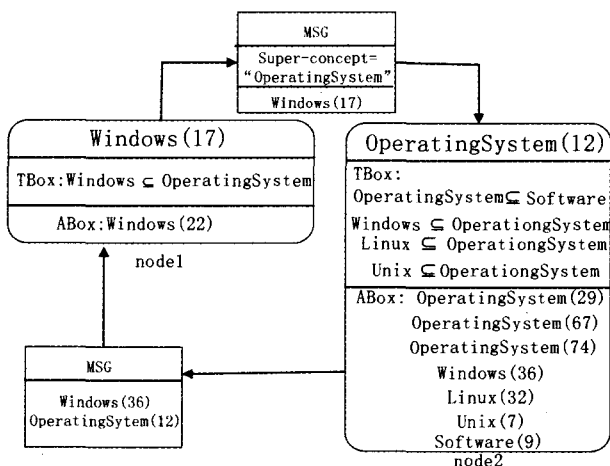 MSG
Super-concept=
“OperatingSystem”
Windows(17)
Windows(17)
TBox:Windows ⊆ OperatingSystem
ABox:Windows(22)
node1
OperatingSystem(12)
TBox:
OperatingSystem⊆ Software
Windows ⊆ OperationgSystem
Linux ⊆ OperationgSystem
Unix ⊆OperationgSystem
ABox: OperatingSystem(29)
OperatingSystem(67)
OperatingSystem(74)
Windows(36)
Linux(32)
Unix(7)
Software(9)
node2
MSG
Windows(36)
OperatingSytem(12)